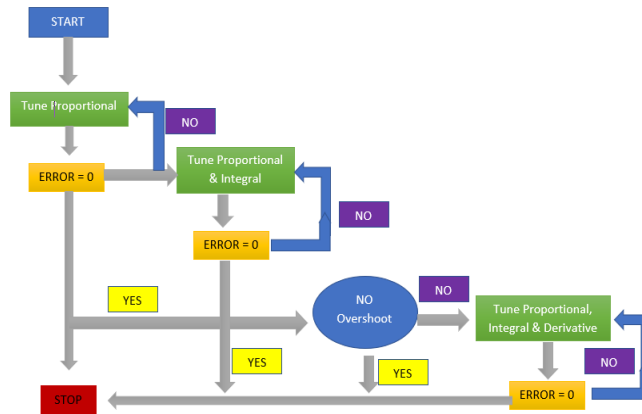 START
Tune Proportional
NO
ERROR = 0
Tune Proportional
& Integral
NO
ERROR = 0
YES
NO
Overshoot
NO
Tune Proportional,
Integral & Derivative
YES
YES
NO
STOP
ERROR = 0